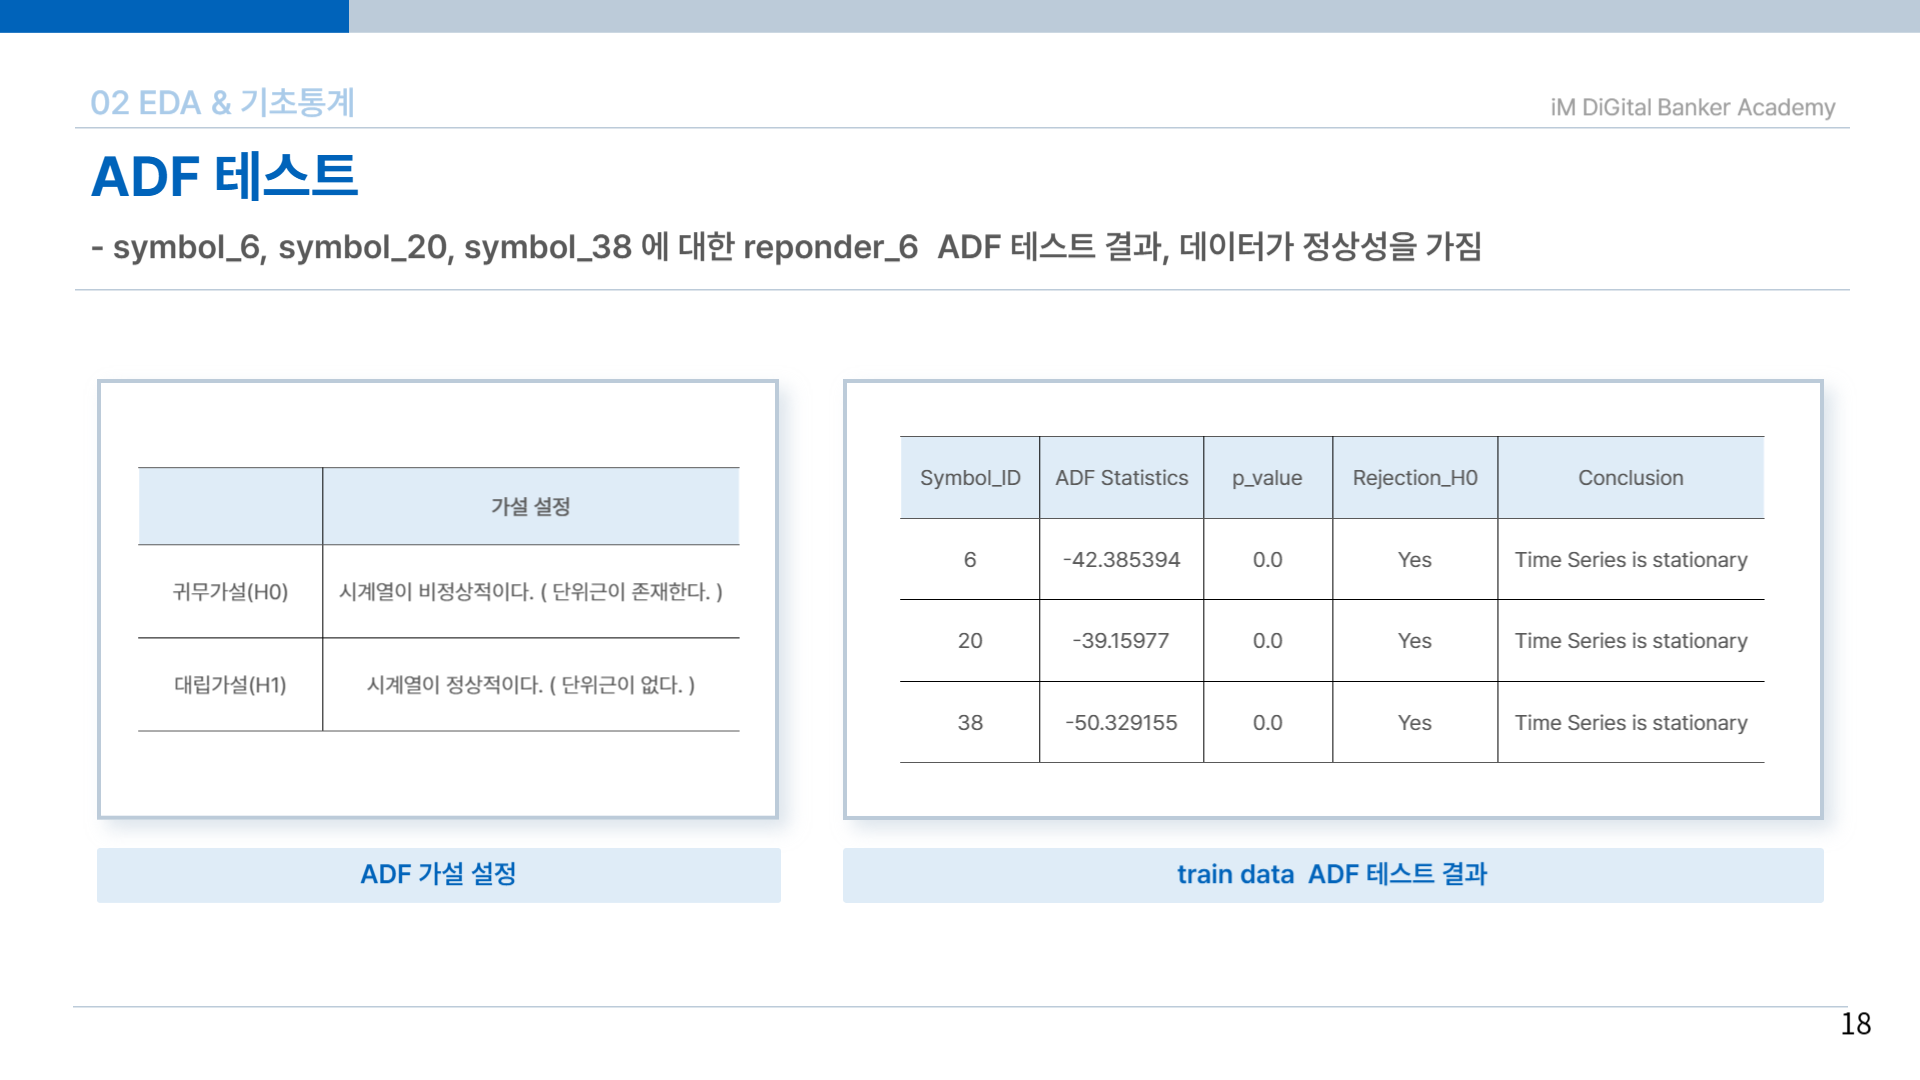 02 EDA & 기초통계
iM DiGital Banker Academy
ADF 테스트
- symbol_6, symbol_20, symbol_38 에 대한 reponder_6 ADF 테스트 결과, 데이터가 정상성을 가짐
가설 설정
귀무가설(H0) 시계열이 비정상적이다. ( 단위근이 존재한다. )
대립가설(H1) 시계열이 정상적이다. ( 단위근이 없다. )
ADF 가설 설정
Symbol_ID ADF Statistics p_value Rejection_H0 Conclusion
6 -42.385394 0.0 Yes Time Series is stationary
20 -39.15977 0.0 Yes Time Series is stationary
38 -50.329155 0.0 Yes Time Series is stationary
train data ADF 테스트 결과
18